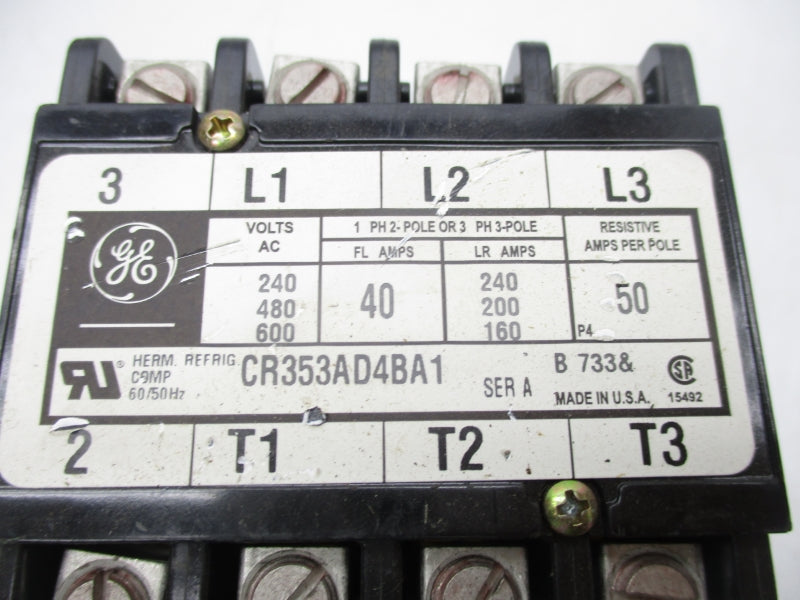 3 L1 L2 L3
GE
VOLTS AC
1 PH 2-POLE OR 3 PH 3-POLE
FL AMPS
LR AMPS
RESISTIVE
AMPS PER POLE
240 480 600
40
240 200 160
50
P4
RU ®
HERM. REFRIG
COMP
60/50Hz
CR353AD4BA1
SER A
B 733&
MADE IN U.S.A.
SA
15492
2 T1 T2 T3